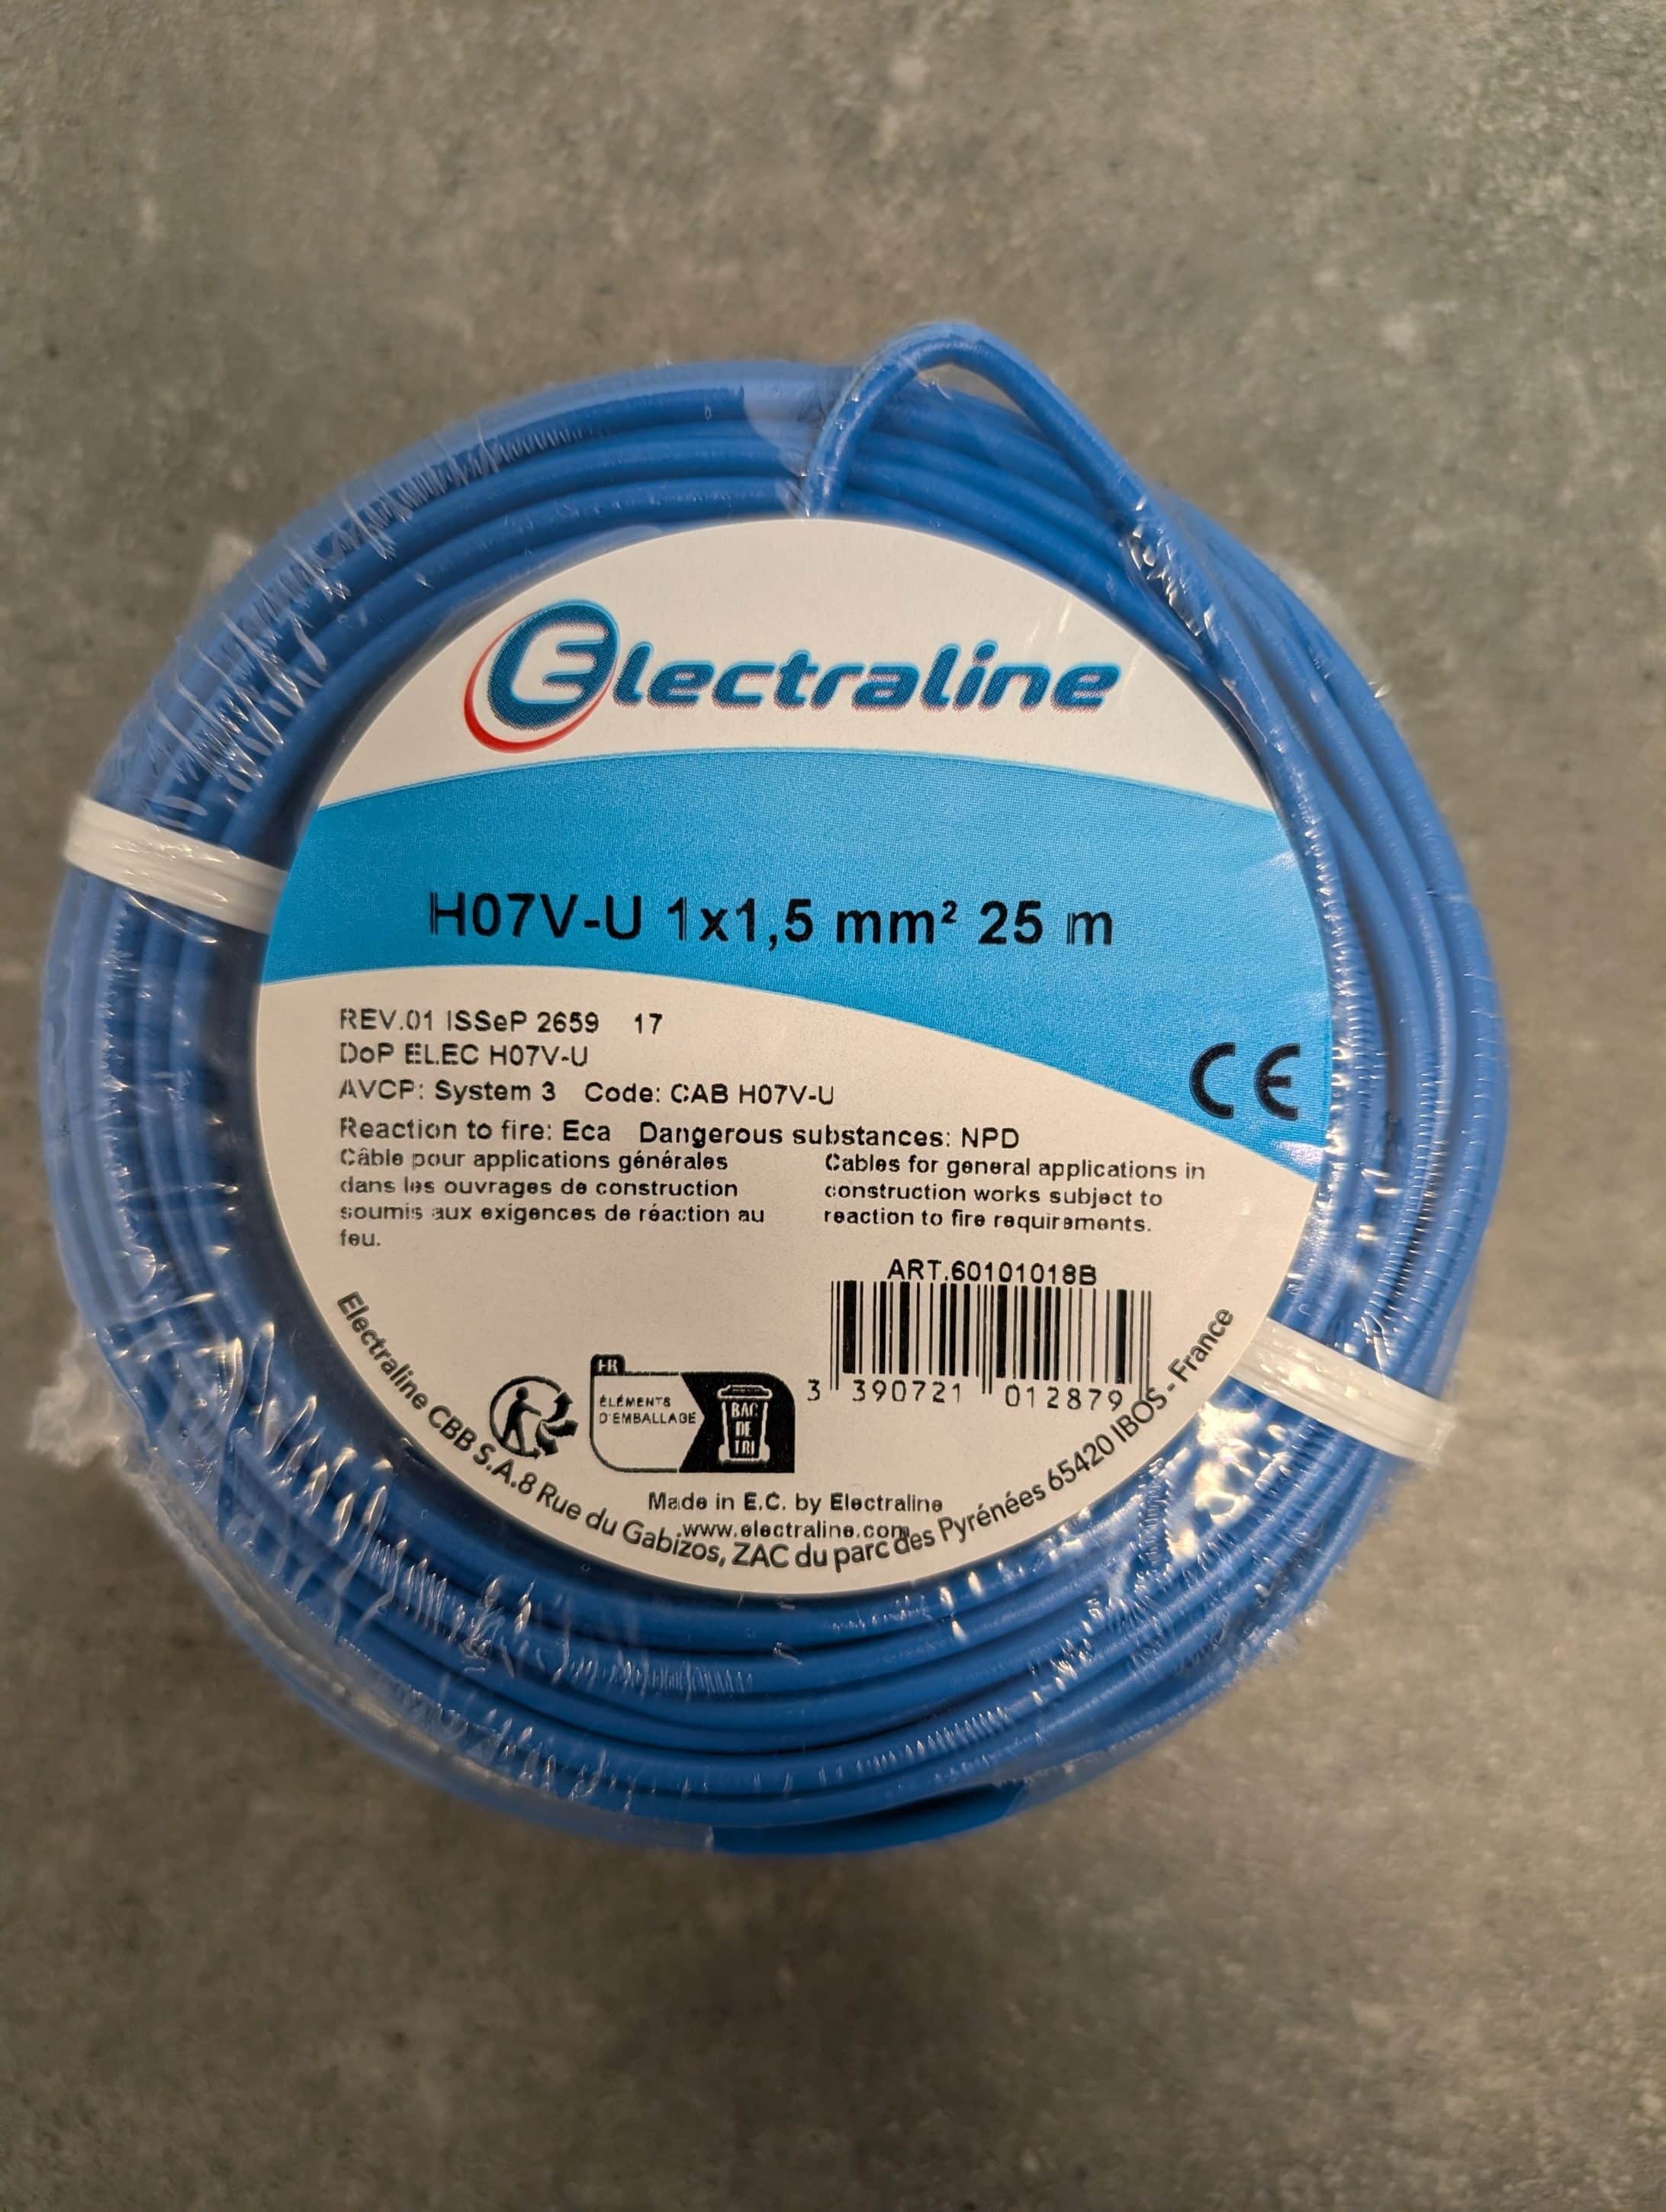 Electraline
H07V-U 1x1,5 mm² 25 m
REV.01 ISSeP 2659 17
DoP ELEC H07V-U
AVCP: System 3 Code: CAB H07V-U
CE
Reaction to fire: Eca Dangerous substances: NPD
Câble pour applications générales
dans les ouvrages de construction
soumis aux exigences de réaction au
feu.
Cables for general applications in
construction works subject to
reaction to fire requirements.
ART.60101018B
3 390721 012879
FR
ÉLÉMENTS
D'EMBALLAGE
BAC
DE
TRI
Made in E.C. by Electraline
www.electraline.com
Electraline CBB S.A.8 Rue du Gabizos, ZAC du parc des Pyrénées 65420 IBOS - France